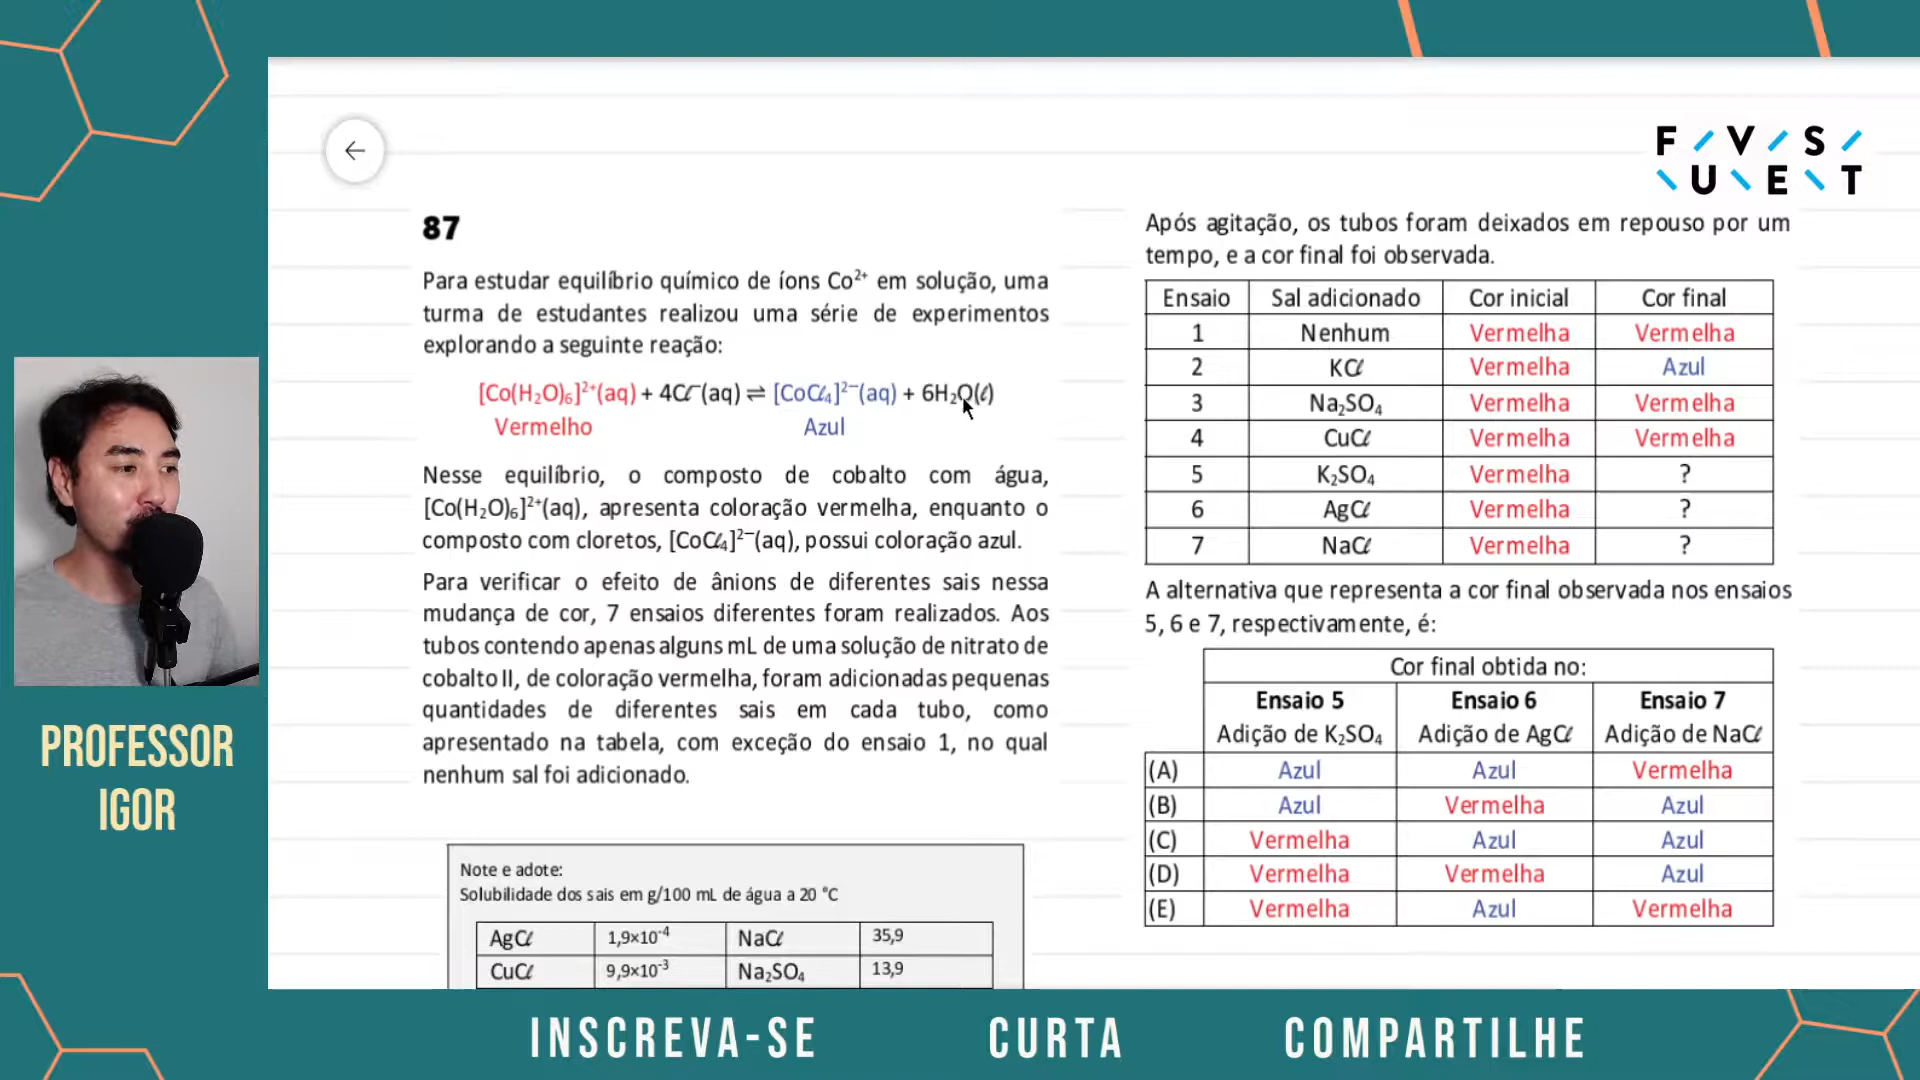 F V S
U E T
87
Para estudar equilíbrio químico de íons Co²⁺ em solução, uma
turma de estudantes realizou uma série de experimentos
explorando a seguinte reação:
[Co(H₂O)₆]²⁺(aq) + 4Cℓ⁻(aq) ⇌ [CoCℓ₄]²⁻(aq) + 6H₂O(ℓ)
Vermelho Azul
Nesse equilíbrio, o composto de cobalto com água,
[Co(H₂O)₆]²⁺(aq), apresenta coloração vermelha, enquanto o
composto com cloretos, [CoCℓ₄]²⁻(aq), possui coloração azul.
Para verificar o efeito de ânions de diferentes sais nessa
mudança de cor, 7 ensaios diferentes foram realizados. Aos
tubos contendo apenas alguns mL de uma solução de nitrato de
cobalto II, de coloração vermelha, foram adicionadas pequenas
quantidades de diferentes sais em cada tubo, como
apresentado na tabela, com exceção do ensaio 1, no qual
nenhum sal foi adicionado.
Note e adote:
Solubilidade dos sais em g/100 mL de água a 20 °C
AgCℓ 1,9×10⁻⁴ NaCℓ 35,9
CuCℓ 9,9×10⁻³ Na₂SO₄ 13,9
Após agitação, os tubos foram deixados em repouso por um
tempo, e a cor final foi observada.
Ensaio Sal adicionado Cor inicial Cor final
1 Nenhum Vermelha Vermelha
2 KCℓ Vermelha Azul
3 Na₂SO₄ Vermelha Vermelha
4 CuCℓ Vermelha Vermelha
5 K₂SO₄ Vermelha ?
6 AgCℓ Vermelha ?
7 NaCℓ Vermelha ?
A alternativa que representa a cor final observada nos ensaios
5, 6 e 7, respectivamente, é:
Cor final obtida no:
Ensaio 5 Ensaio 6 Ensaio 7
Adição de K₂SO₄ Adição de AgCℓ Adição de NaCℓ
(A) Azul Azul Vermelha
(B) Azul Vermelha Azul
(C) Vermelha Azul Azul
(D) Vermelha Vermelha Azul
(E) Vermelha Azul Vermelha
PROFESSOR
IGOR
INSCREVA-SE CURTA COMPARTILHE